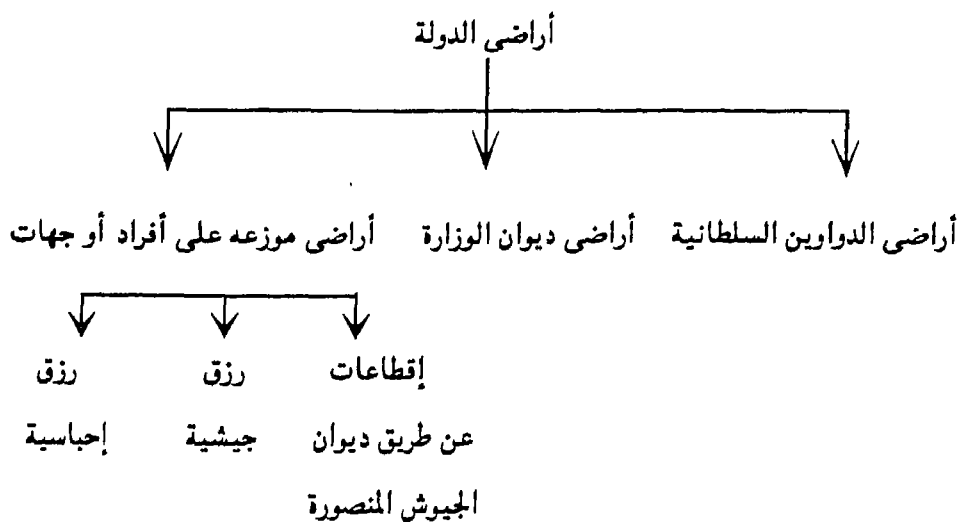 أراضى الدولة
أراضى الدواوين السلطانية أراضى ديوان الوزارة أراضى موزعه على أفراد أو جهات
إقطاعات رزق رزق
عن طريق ديوان جيشية إحباسية
الجيوش المنصورة